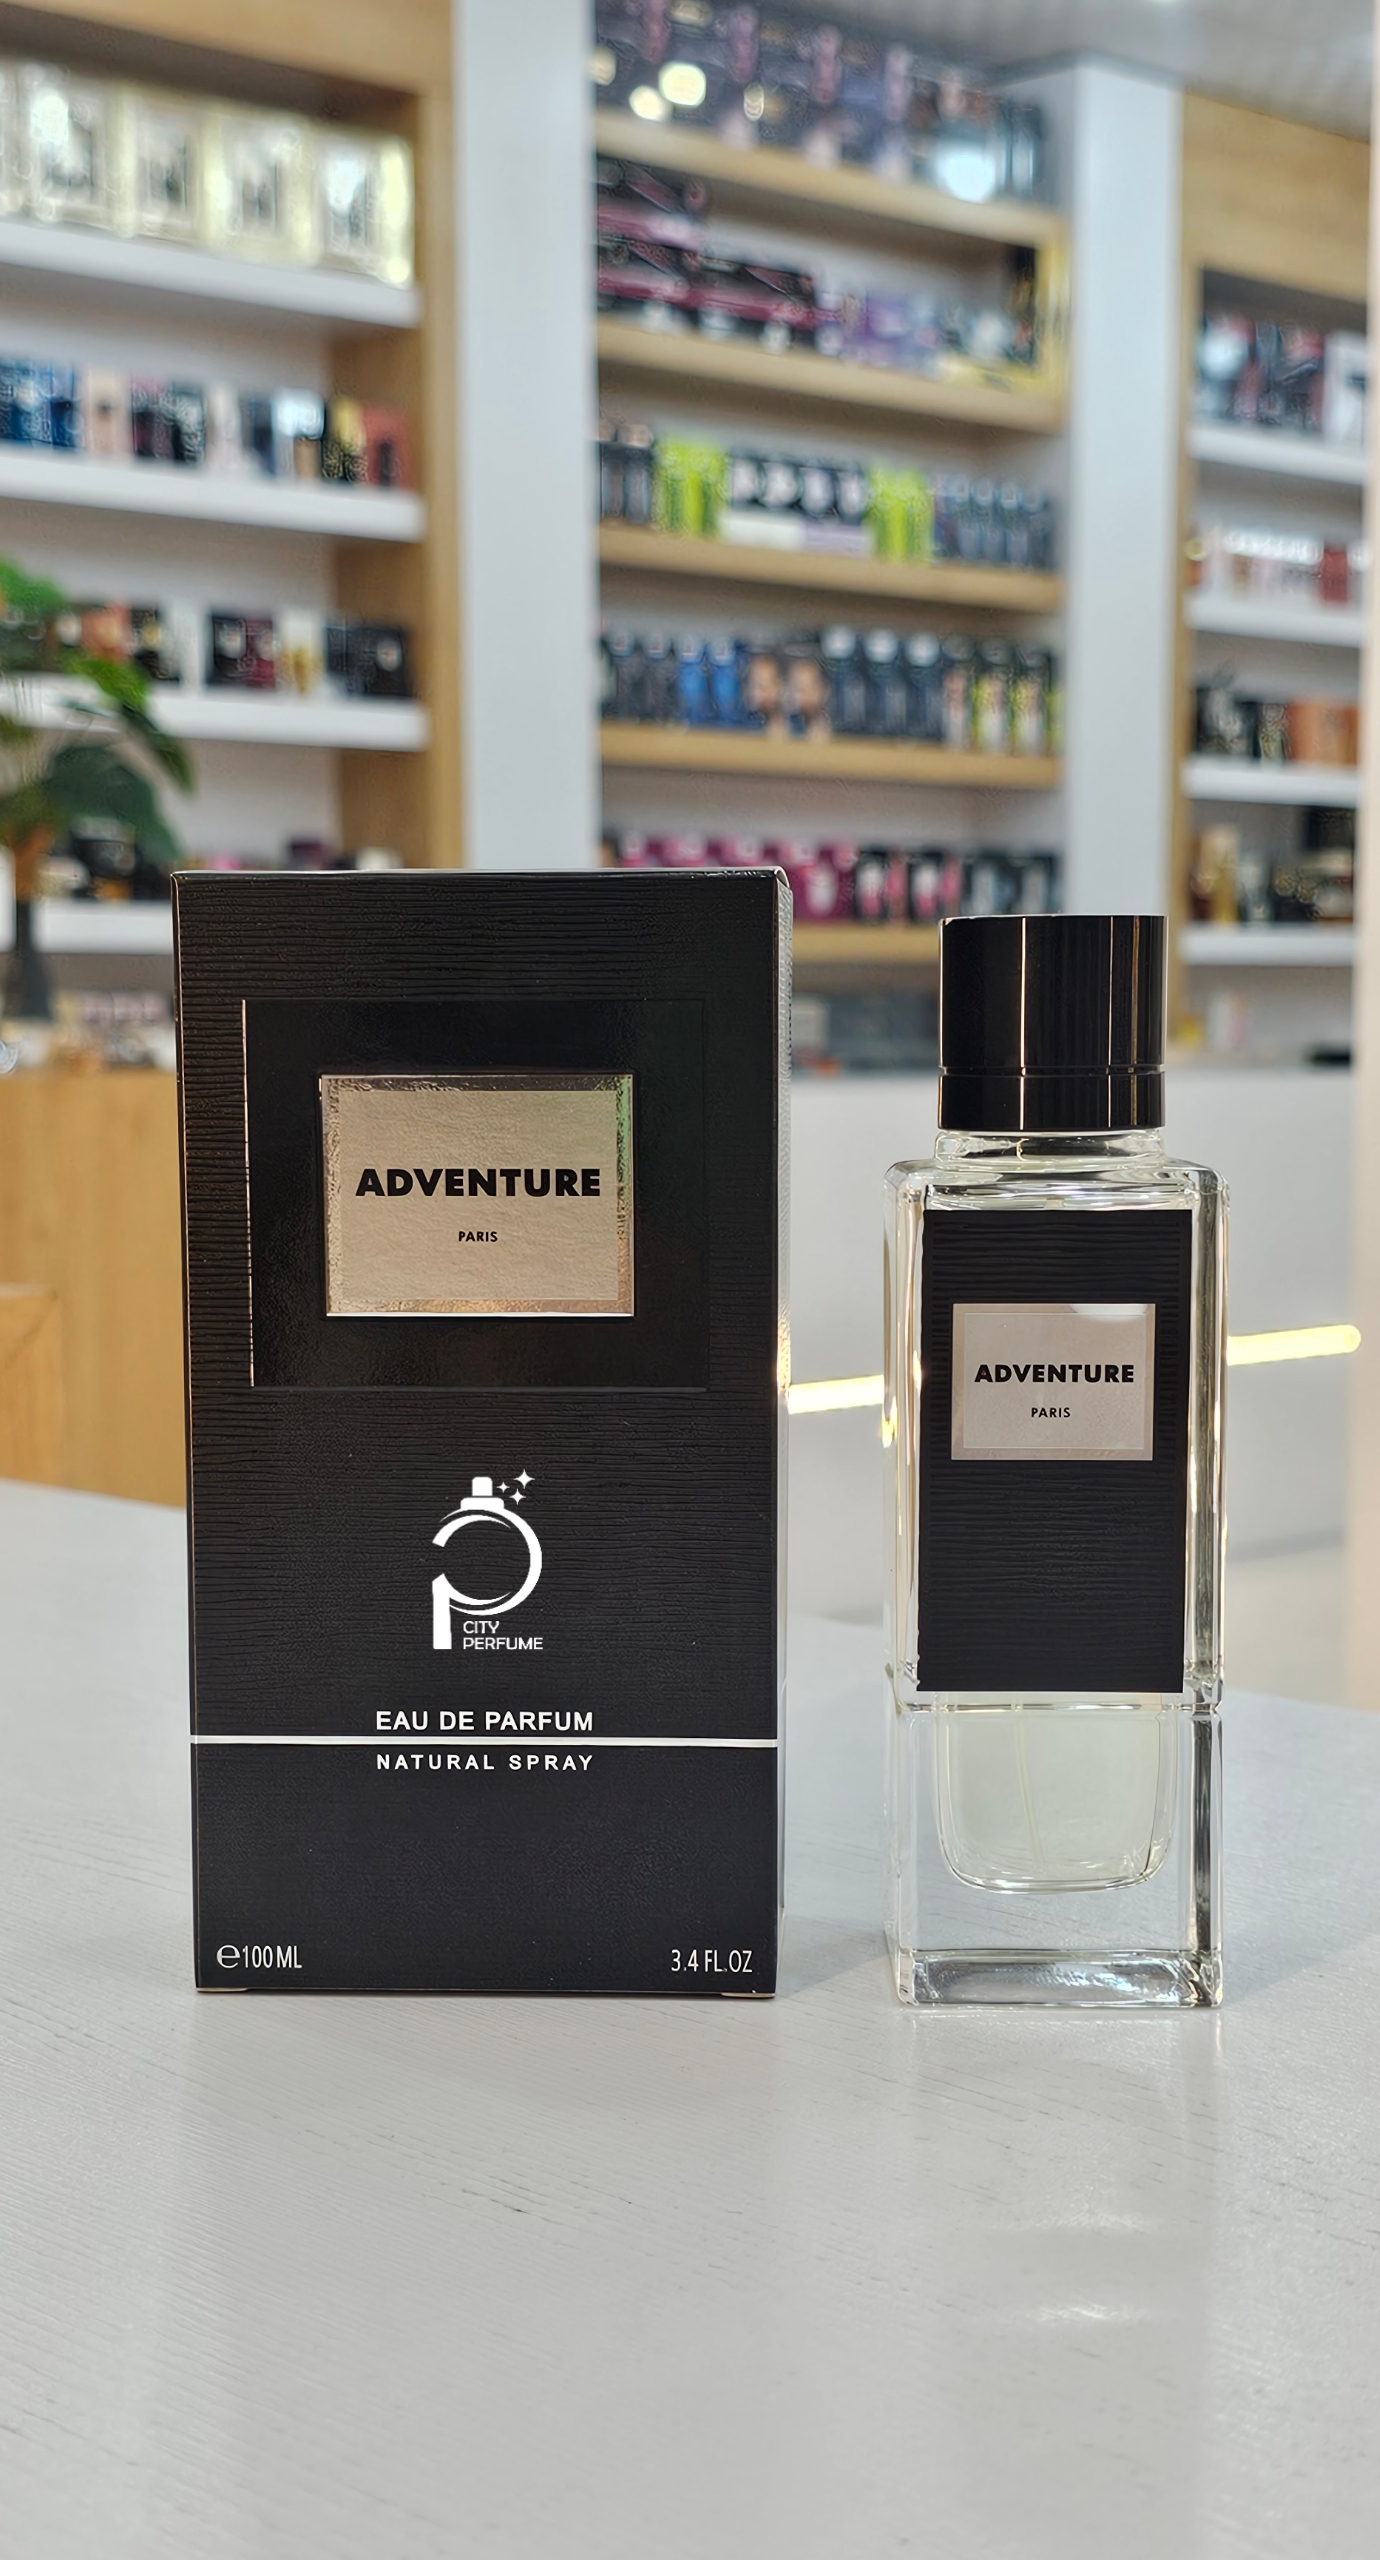 ADVENTURE
PARIS
CITY
PERFUME
EAU DE PARFUM
NATURAL SPRAY
℮100ML
3.4 FL.OZ
ADVENTURE
PARIS